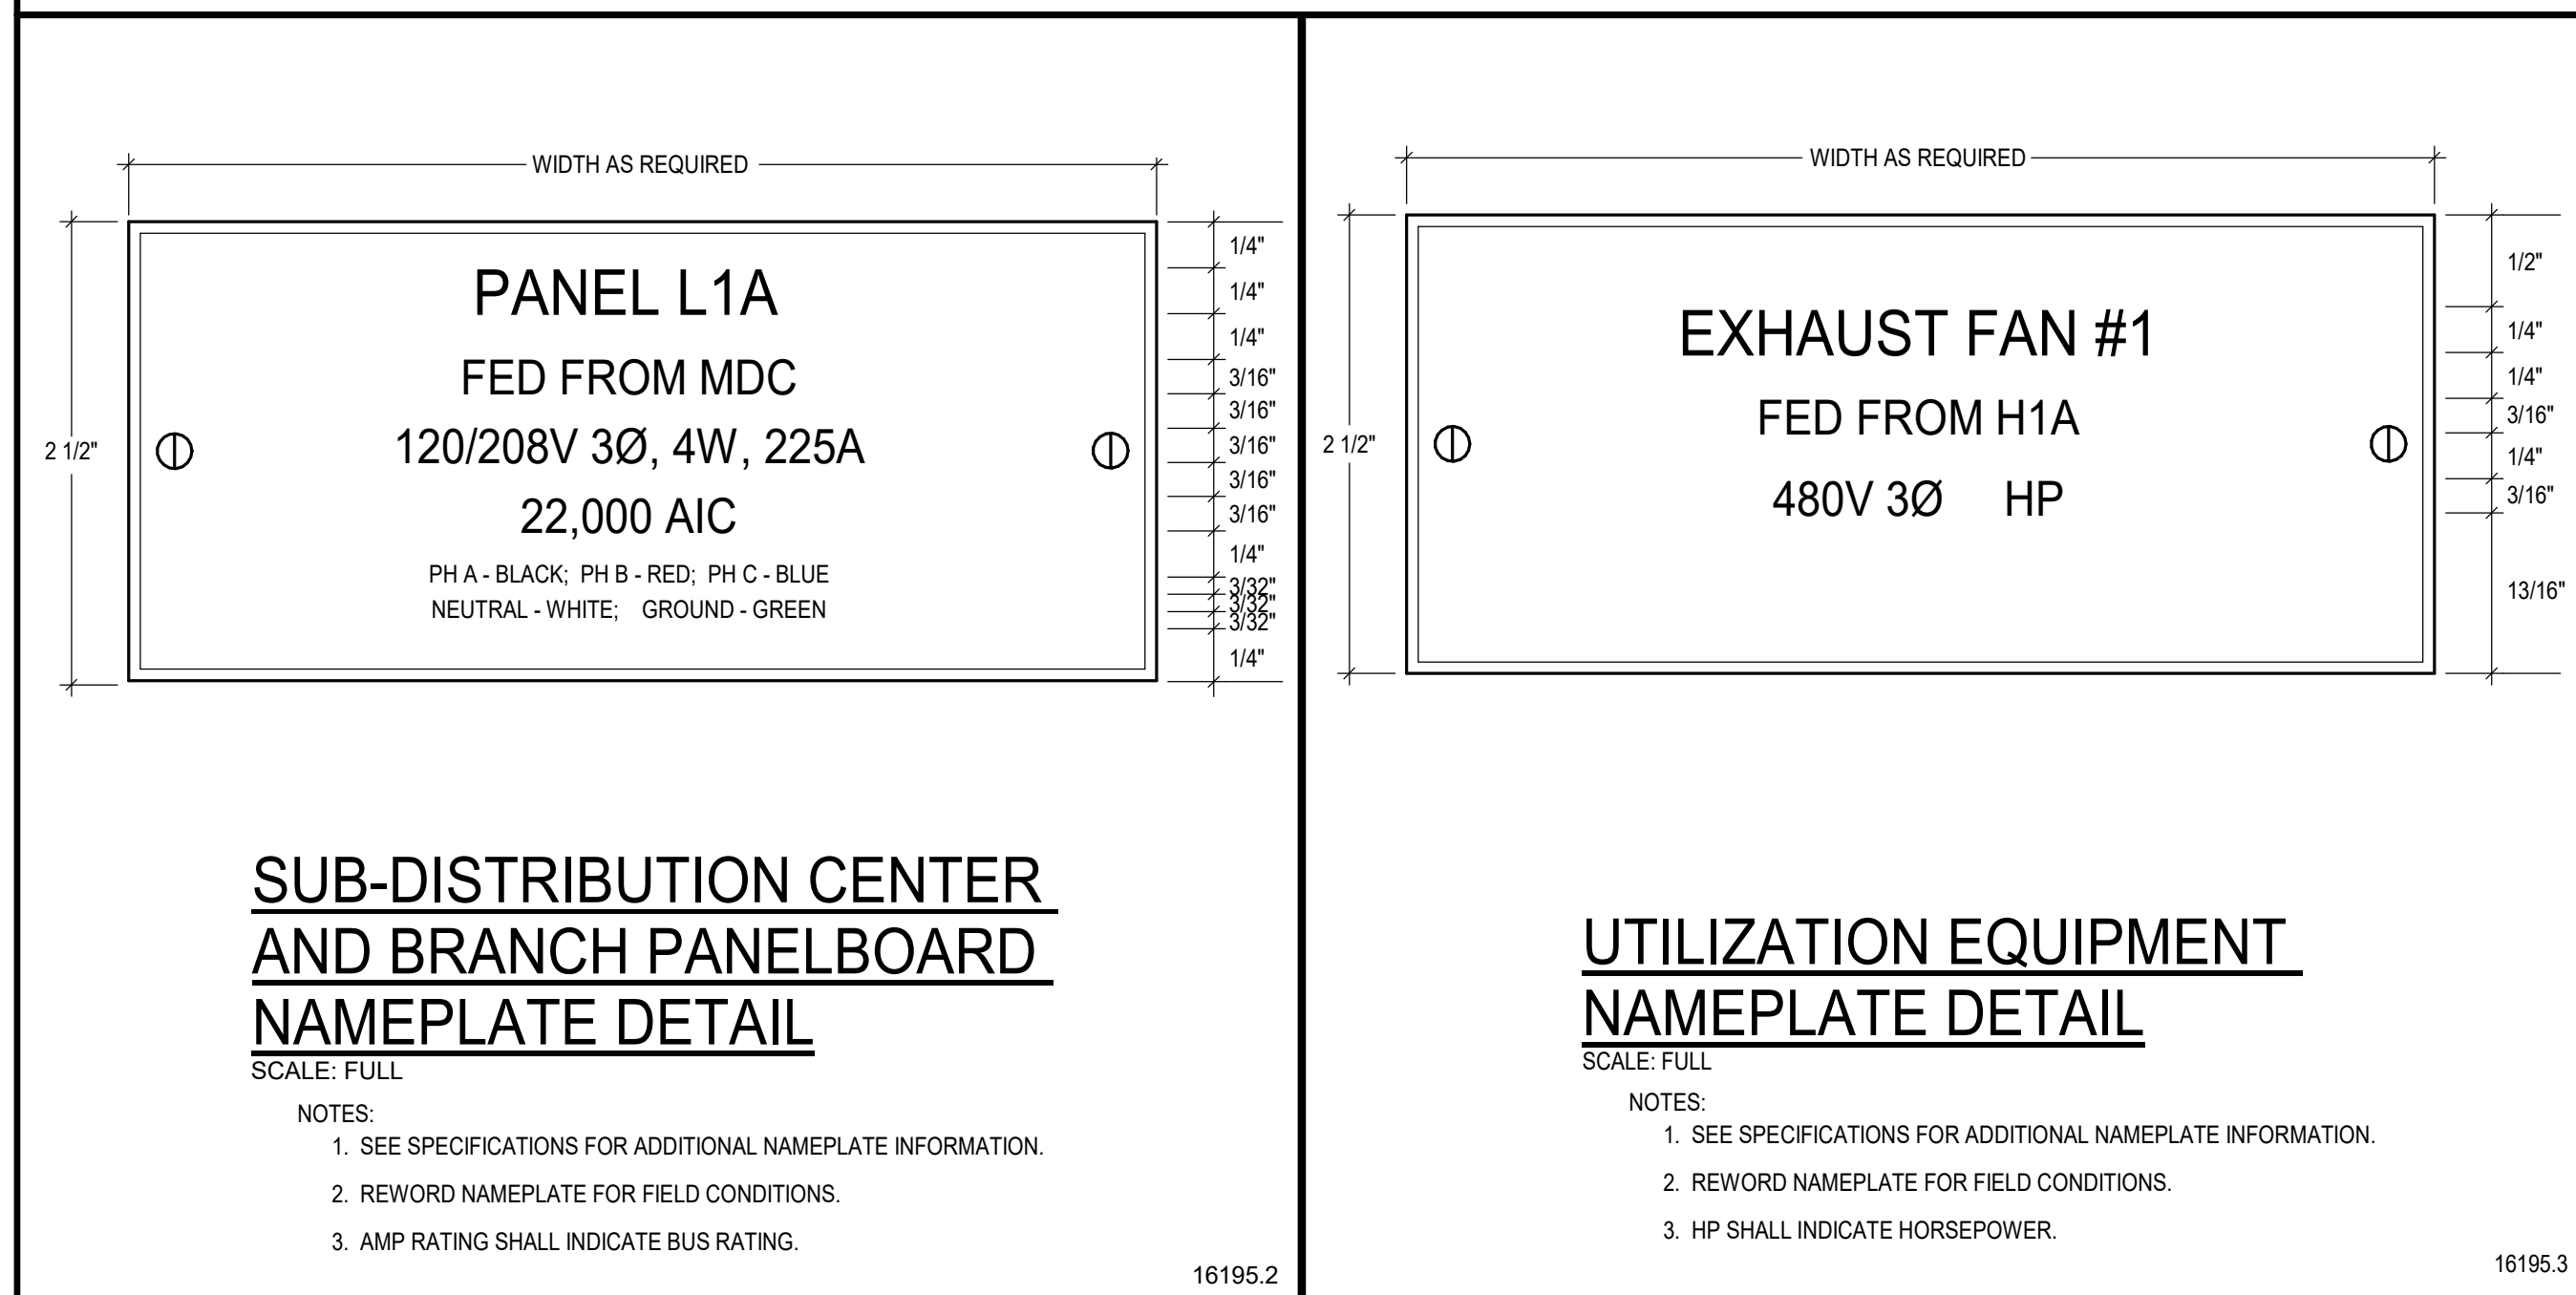 WIDTH AS REQUIRED
2 1/2"
PANEL L1A
FED FROM MDC
120/208V 3Ø, 4W, 225A
22,000 AIC
PH A - BLACK; PH B - RED; PH C - BLUE
NEUTRAL - WHITE; GROUND - GREEN
1/4"
1/4"
1/4"
3/16"
3/16"
3/16"
3/16"
3/16"
1/4"
3/32"
3/32"
3/32"
1/4"
SUB-DISTRIBUTION CENTER
AND BRANCH PANELBOARD
NAMEPLATE DETAIL
SCALE: FULL
NOTES:
1. SEE SPECIFICATIONS FOR ADDITIONAL NAMEPLATE INFORMATION.
2. REWORD NAMEPLATE FOR FIELD CONDITIONS.
3. AMP RATING SHALL INDICATE BUS RATING.
16195.2
WIDTH AS REQUIRED
2 1/2"
EXHAUST FAN #1
FED FROM H1A
480V 3Ø HP
1/2"
1/4"
1/4"
3/16"
1/4"
3/16"
13/16"
UTILIZATION EQUIPMENT
NAMEPLATE DETAIL
SCALE: FULL
NOTES:
1. SEE SPECIFICATIONS FOR ADDITIONAL NAMEPLATE INFORMATION.
2. REWORD NAMEPLATE FOR FIELD CONDITIONS.
3. HP SHALL INDICATE HORSEPOWER.
16195.3